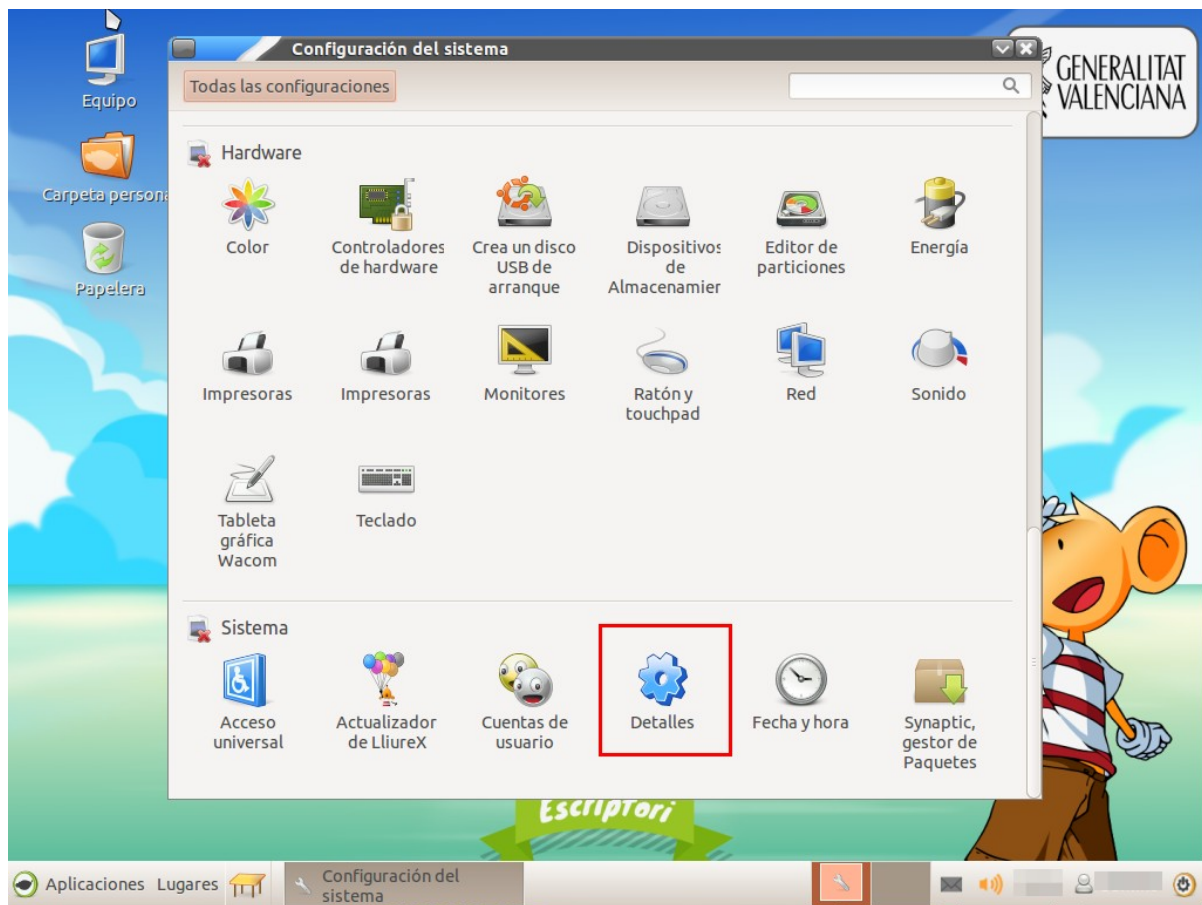 Configuración del sistema
Equipo
Todas las configuraciones
GENERALITAT
VALENCIANA
Carpeta persona
Papelera
Hardware
Color
Controladores
de hardware
Crea un disco
USB de
arranque
Dispositivos
de
Almacenamier
Editor de
particiones
Energía
Impresoras
Impresoras
Monitores
Ratón y
touchpad
Red
Sonido
Tableta
gráfica
Wacom
Teclado
Sistema
Acceso
universal
Actualizador
de LliureX
Cuentas de
usuario
Detalles
Fecha y hora
Synaptic,
gestor de
Paquetes
Escriptori
Aplicaciones Lugares
Configuración del
sistema